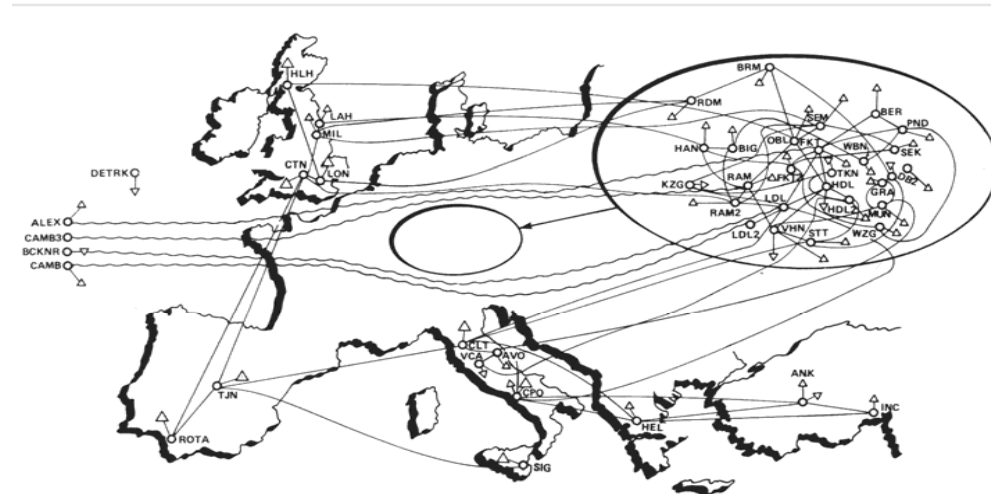 BRM
HLH
RDM
LAH
MIL
SEM
BER
PND
OBL
FKT
WBN
SEK
HAN
BIG
CTN
LON
DETRK
TKN
KZG
RAM
HDL
GRA
LDL
HDL2
MUN
RAM2
ALEX
CAMB3
BCKNR
CAMB
LDL2
VHN
STT
WZG
CLT
VCA
AVO
CPO
ANK
TJN
INC
HEL
ROTA
SIG